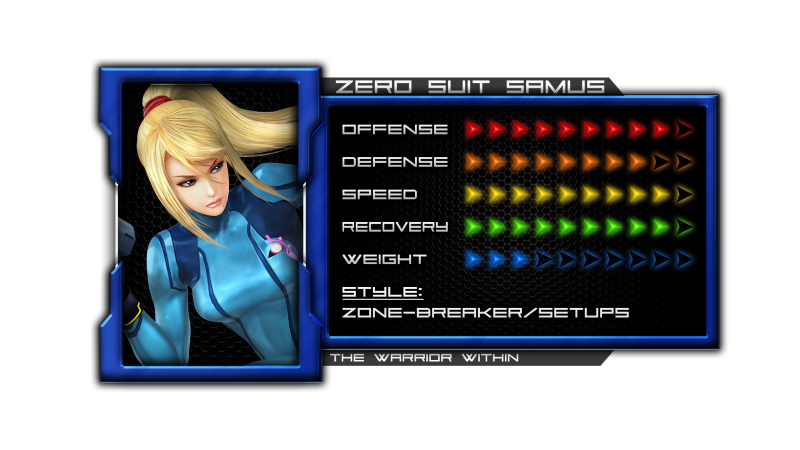 ZERO SUIT SAMUS
OFFENSE
DEFENSE
SPEED
RECOVERY
WEIGHT
STYLE:
ZONE-BREAKER/SETUPS
THE WARRIOR WITHIN